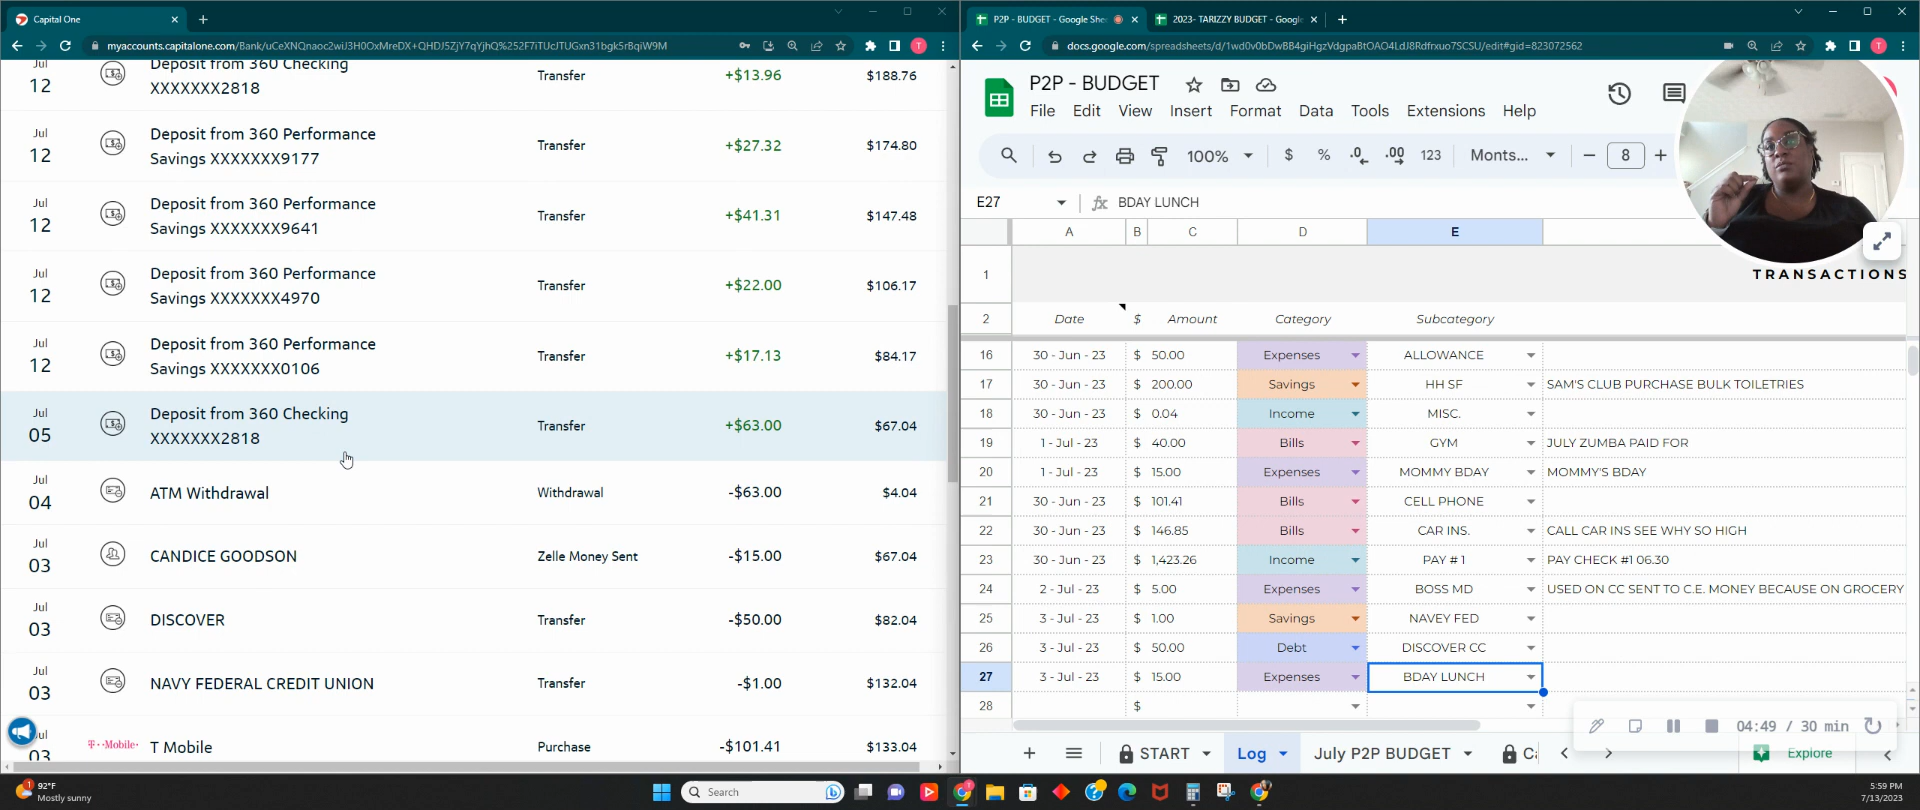 Capital One
myaccounts.capitalone.com/Bank/uCeXNQnaoc2wiJ3H0OxMreDX+QHDJ5ZjY7qYjhQ%252F7iTUcJTUGxn31bgk5rBqiW9M
T
Jul
12
Deposit from 360 Checking
XXXXXXX2818
Transfer
+$13.96
$188.76
Jul
12
Deposit from 360 Performance
Savings XXXXXXX9177
Transfer
+$27.32
$174.80
Jul
12
Deposit from 360 Performance
Savings XXXXXXX9641
Transfer
+$41.31
$147.48
Jul
12
Deposit from 360 Performance
Savings XXXXXXX4970
Transfer
+$22.00
$106.17
Jul
12
Deposit from 360 Performance
Savings XXXXXXX0106
Transfer
+$17.13
$84.17
Jul
05
Deposit from 360 Checking
XXXXXXX2818
Transfer
+$63.00
$67.04
Jul
04
ATM Withdrawal
Withdrawal
-$63.00
$4.04
Jul
03
CANDICE GOODSON
Zelle Money Sent
-$15.00
$67.04
Jul
03
DISCOVER
Transfer
-$50.00
$82.04
Jul
03
NAVY FEDERAL CREDIT UNION
Transfer
-$1.00
$132.04
Jul
03
T-Mobile
T Mobile
Purchase
-$101.41
$133.04
P2P - BUDGET - Google She
2023- TARIZZY BUDGET - Google
docs.google.com/spreadsheets/d/1wd0v0bDwBB4giHgzVdgpaBtOAO4LdJ8Rdfrxuo7SCSU/edit#gid=823072562
T
P2P - BUDGET
File Edit View Insert Format Data Tools Extensions Help
100% $ % .0 .00 123 Monts... 8
E27 fx BDAY LUNCH
A B C D E
1 TRANSACTIONS
2 Date $ Amount Category Subcategory
16 30 - Jun - 23 $ 50.00 Expenses ALLOWANCE
17 30 - Jun - 23 $ 200.00 Savings HH SF SAM'S CLUB PURCHASE BULK TOILETRIES
18 30 - Jun - 23 $ 0.04 Income MISC.
19 1 - Jul - 23 $ 40.00 Bills GYM JULY ZUMBA PAID FOR
20 1 - Jul - 23 $ 15.00 Expenses MOMMY BDAY MOMMY'S BDAY
21 30 - Jun - 23 $ 101.41 Bills CELL PHONE
22 30 - Jun - 23 $ 146.85 Bills CAR INS. CALL CAR INS SEE WHY SO HIGH
23 30 - Jun - 23 $ 1,423.26 Income PAY # 1 PAY CHECK #1 06.30
24 2 - Jul - 23 $ 5.00 Expenses BOSS MD USED ON CC SENT TO C.E. MONEY BECAUSE ON GROCERY
25 3 - Jul - 23 $ 1.00 Savings NAVEY FED
26 3 - Jul - 23 $ 50.00 Debt DISCOVER CC
27 3 - Jul - 23 $ 15.00 Expenses BDAY LUNCH
28 $
04:49 / 30 min
START Log July P2P BUDGET Explore
92°F
Mostly sunny
Search
5:59 PM
7/13/2023